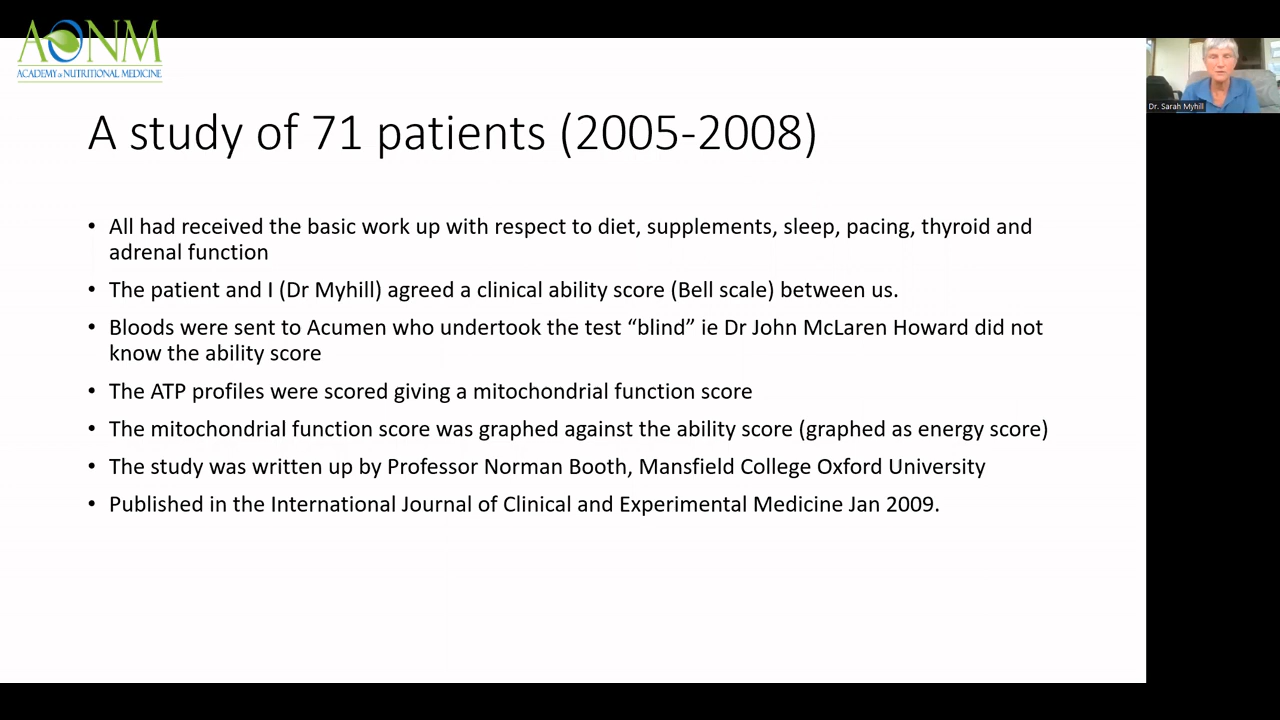 AONM
ACADEMY of NUTRITIONAL MEDICINE
Dr. Sarah Myhill
A study of 71 patients (2005-2008)
• All had received the basic work up with respect to diet, supplements, sleep, pacing, thyroid and
adrenal function
• The patient and I (Dr Myhill) agreed a clinical ability score (Bell scale) between us.
• Bloods were sent to Acumen who undertook the test “blind” ie Dr John McLaren Howard did not
know the ability score
• The ATP profiles were scored giving a mitochondrial function score
• The mitochondrial function score was graphed against the ability score (graphed as energy score)
• The study was written up by Professor Norman Booth, Mansfield College Oxford University
• Published in the International Journal of Clinical and Experimental Medicine Jan 2009.